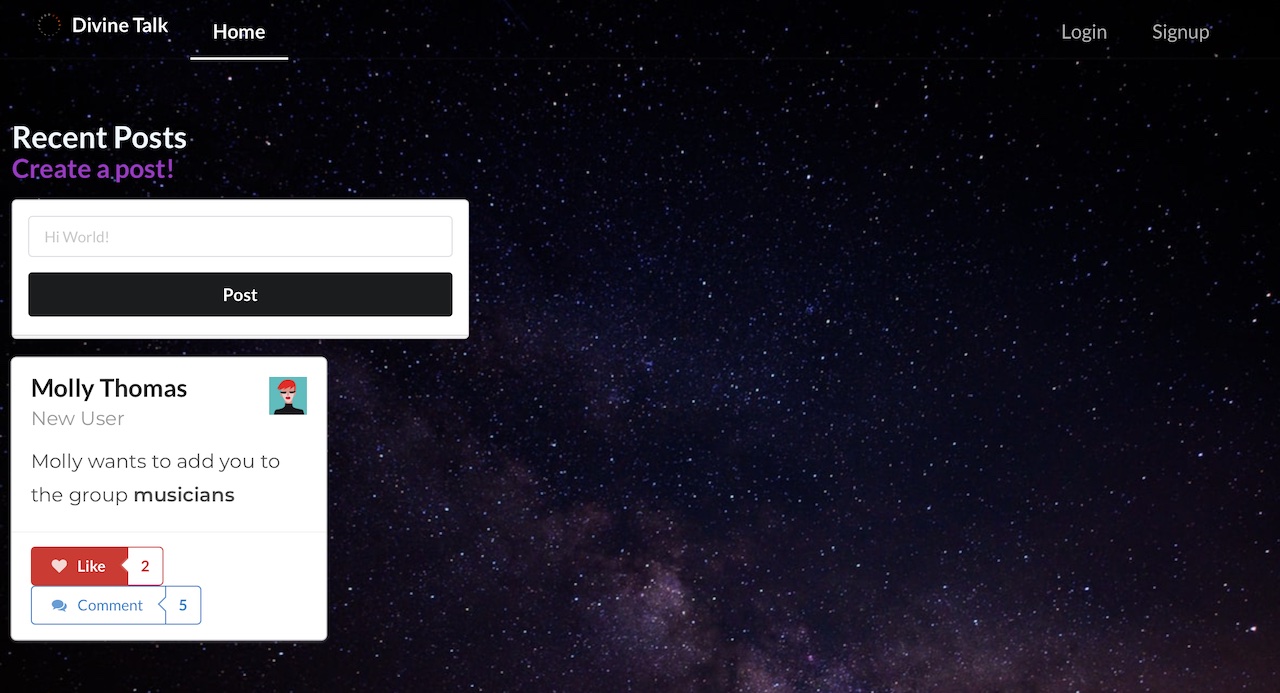 Divine Talk
Home
Login
Signup
Recent Posts
Create a post!
Hi World!
Post
Molly Thomas
New User
Molly wants to add you to
the group musicians
Like
2
Comment
5